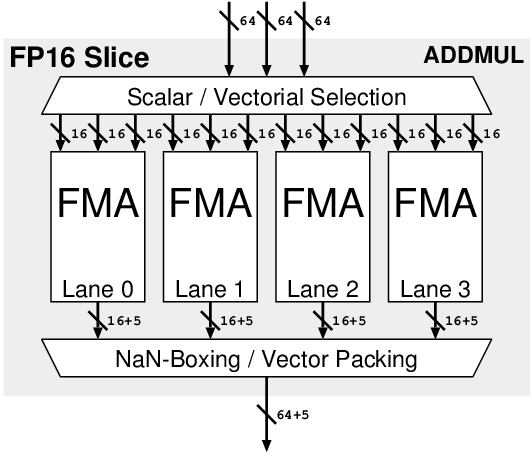 64 64 64
FP16 Slice ADDMUL
Scalar / Vectorial Selection
16 16 16 16 16 16 16 16 16 16 16 16
FMA FMA FMA FMA
Lane 0 Lane 1 Lane 2 Lane 3
16+5 16+5 16+5 16+5
NaN-Boxing / Vector Packing
64+5